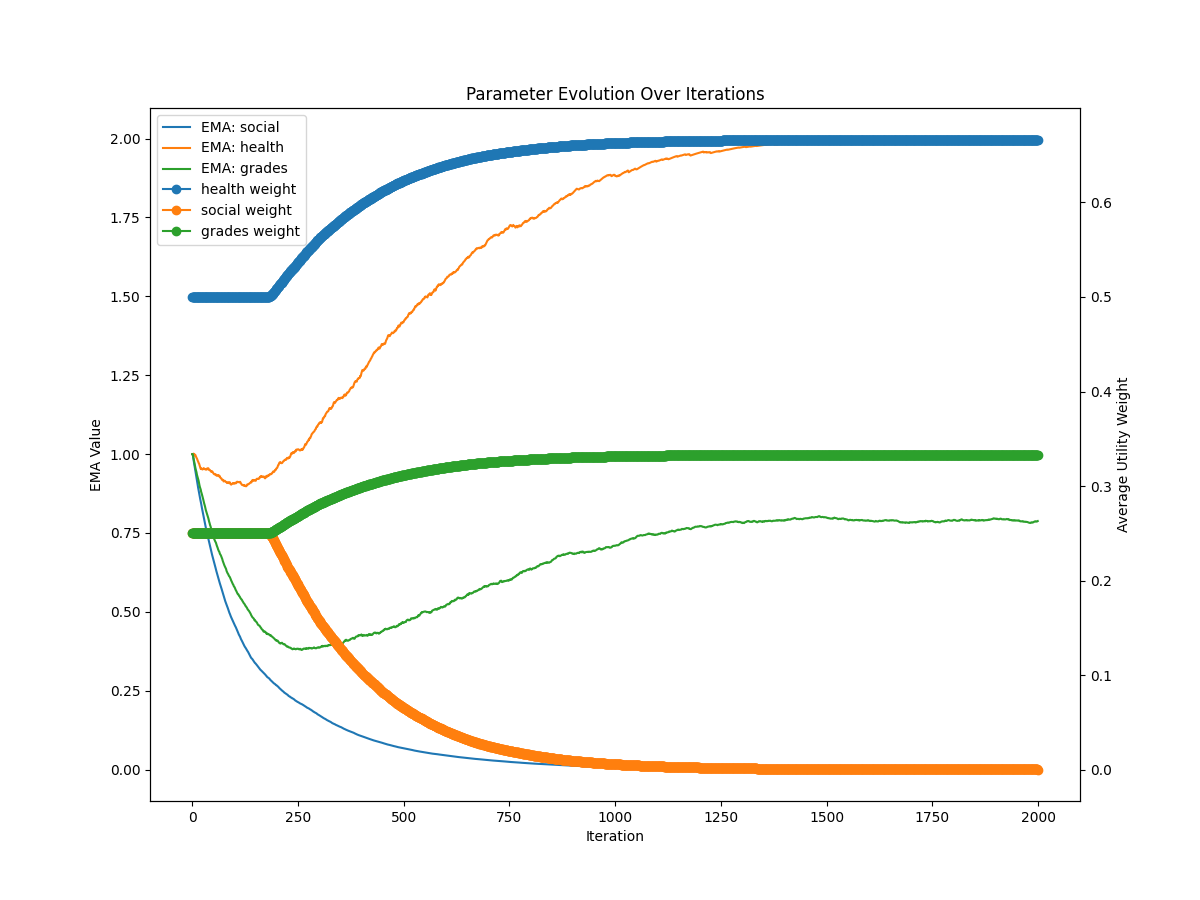 Parameter Evolution Over Iterations
EMA: social
EMA: health
EMA: grades
health weight
social weight
grades weight
2.00
1.75
1.50
1.25
1.00
0.75
0.50
0.25
0.00
EMA Value
0.6
0.5
0.4
0.3
0.2
0.1
0.0
Average Utility Weight
0 250 500 750 1000 1250 1500 1750 2000
Iteration